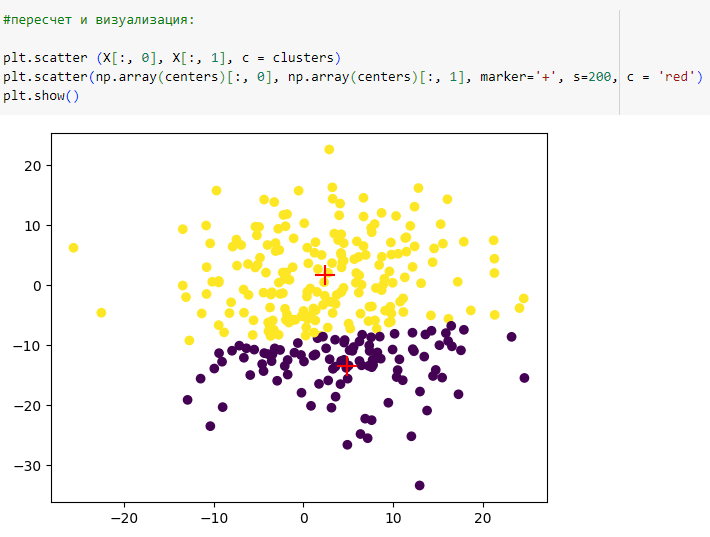 #пересчет и визуализация:
plt.scatter (X[:, 0], X[:, 1], c = clusters)
plt.scatter(np.array(centers)[:, 0], np.array(centers)[:, 1], marker='+', s=200, c = 'red')
plt.show()
20
10
0
−10
−20
−30
−20
−10
0
10
20